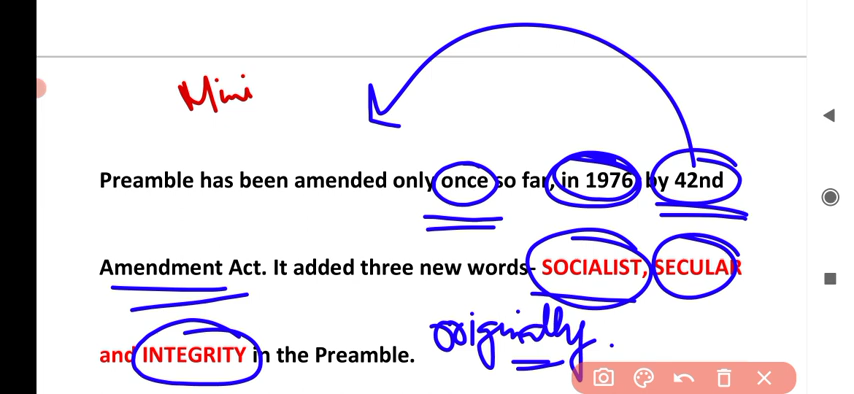 Mini
Preamble has been amended only once so far, in 1976, by 42nd
Amendment Act. It added three new words- SOCIALIST, SECULAR
and INTEGRITY in the Preamble. originally.